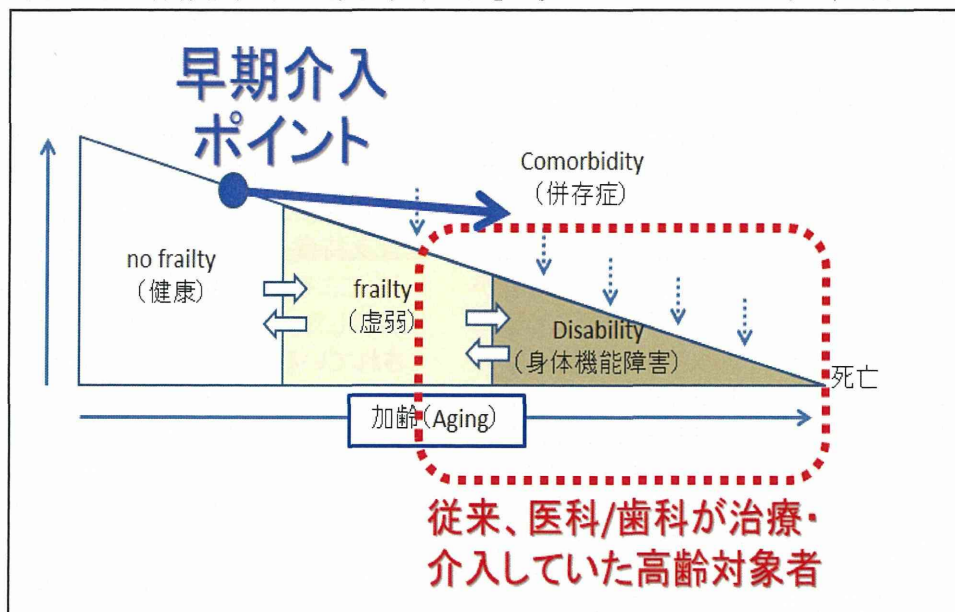 早期介入
ポイント
Comorbidity
（併存症）
no frailty
（健康）
frailty
（虚弱）
Disability
（身体機能障害）
死亡
加齢（Aging）
従来、医科/歯科が治療・
介入していた高齢対象者